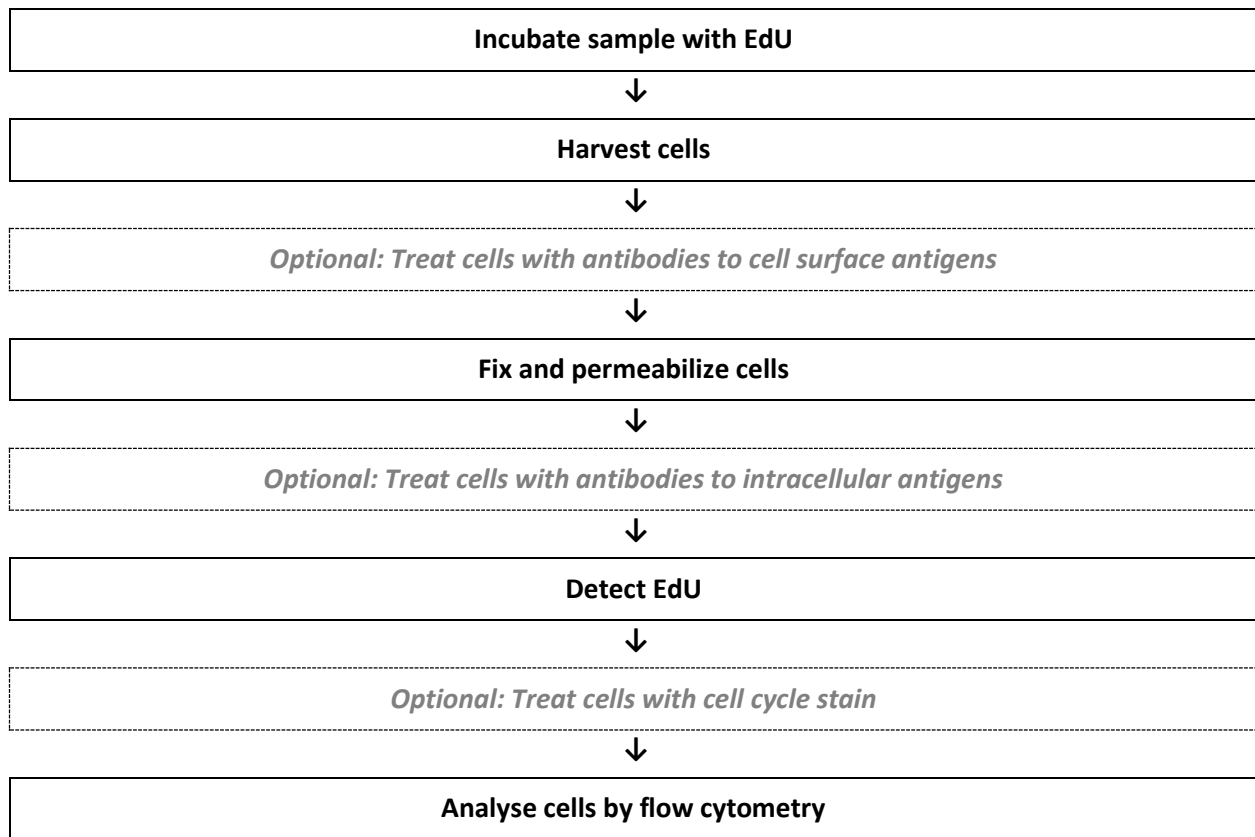 Incubate sample with EdU
↓
Harvest cells
↓
Optional: Treat cells with antibodies to cell surface antigens
↓
Fix and permeabilize cells
↓
Optional: Treat cells with antibodies to intracellular antigens
↓
Detect EdU
↓
Optional: Treat cells with cell cycle stain
↓
Analyse cells by flow cytometry